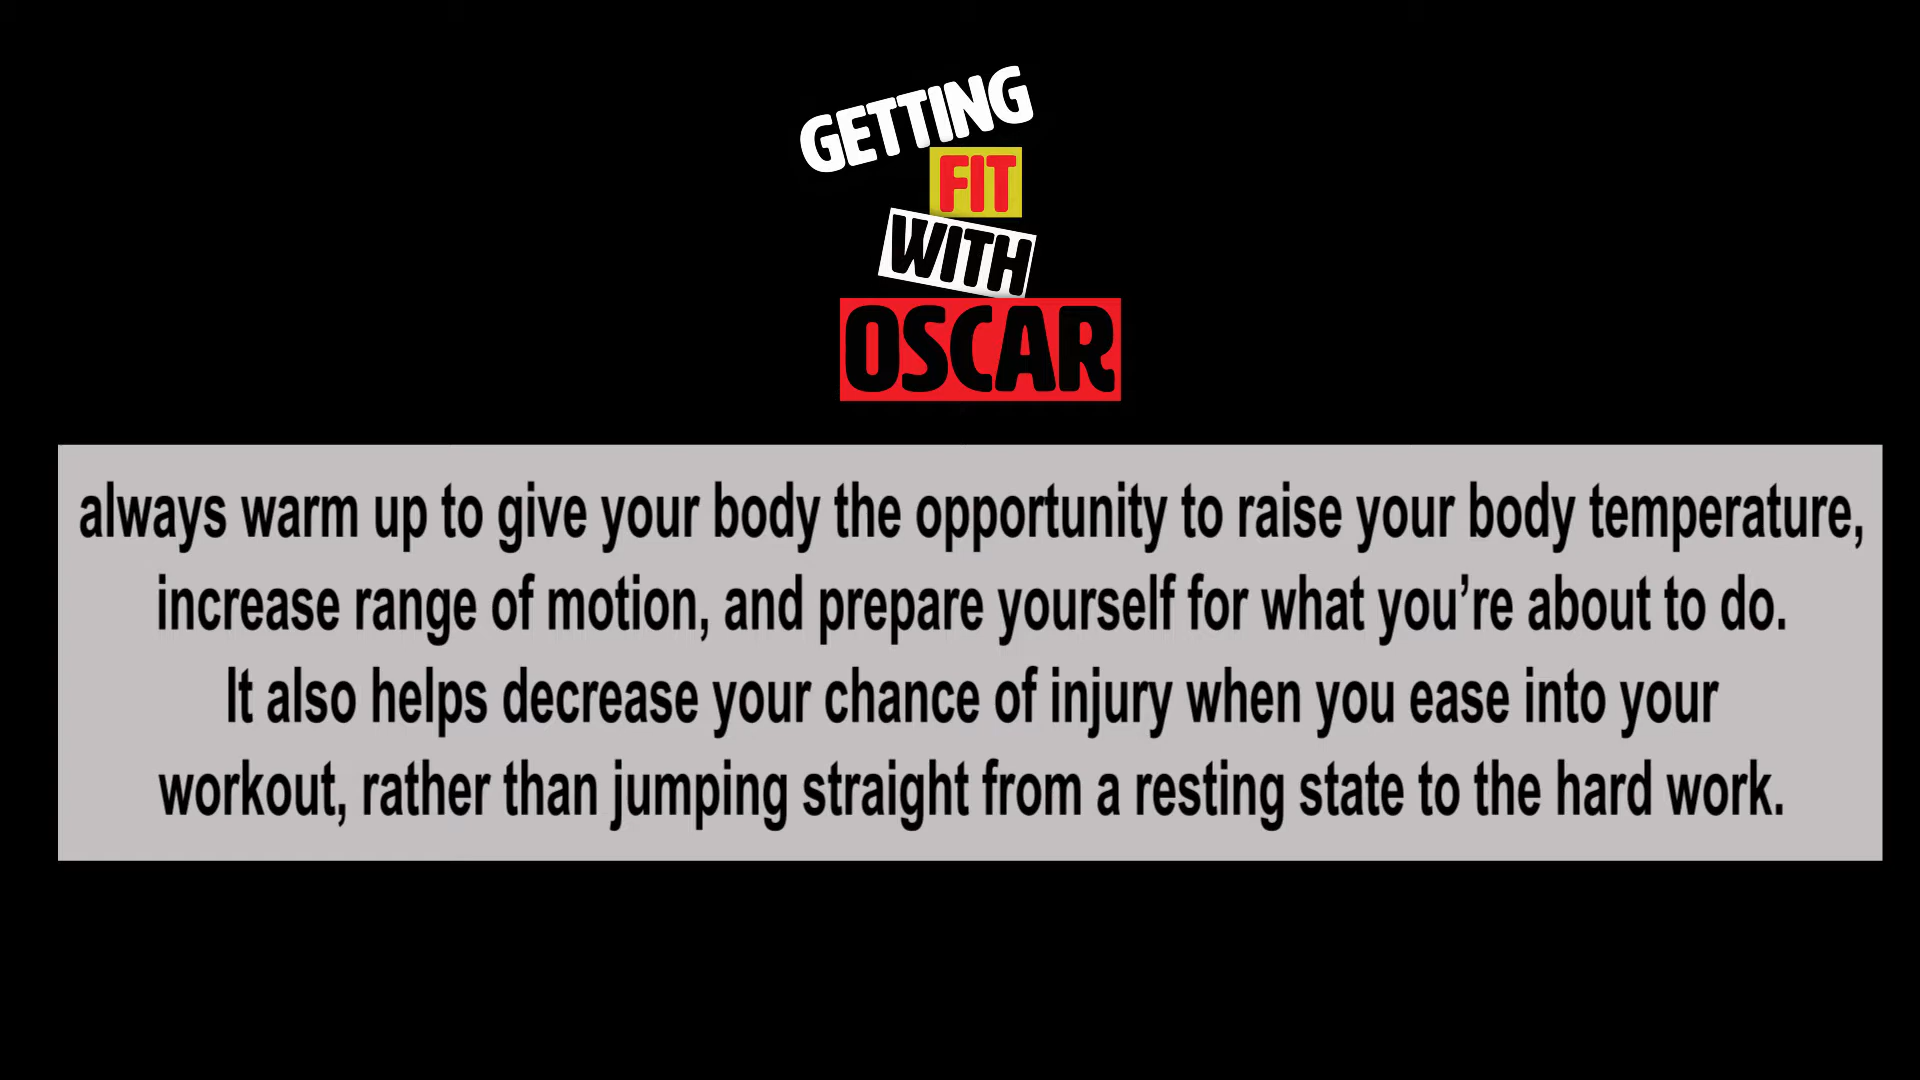 GETTING
FIT
WITH
OSCAR
always warm up to give your body the opportunity to raise your body temperature,
increase range of motion, and prepare yourself for what you’re about to do.
It also helps decrease your chance of injury when you ease into your
workout, rather than jumping straight from a resting state to the hard work.